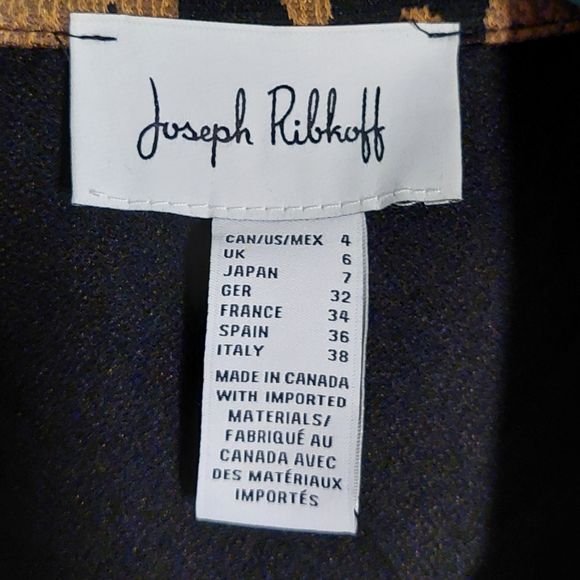 Joseph Ribkoff
CAN/US/MEX 4
UK 6
JAPAN 7
GER 32
FRANCE 34
SPAIN 36
ITALY 38
MADE IN CANADA
WITH IMPORTED
MATERIALS/
FABRIQUÉ AU
CANADA AVEC
DES MATÉRIAUX
IMPORTÉS